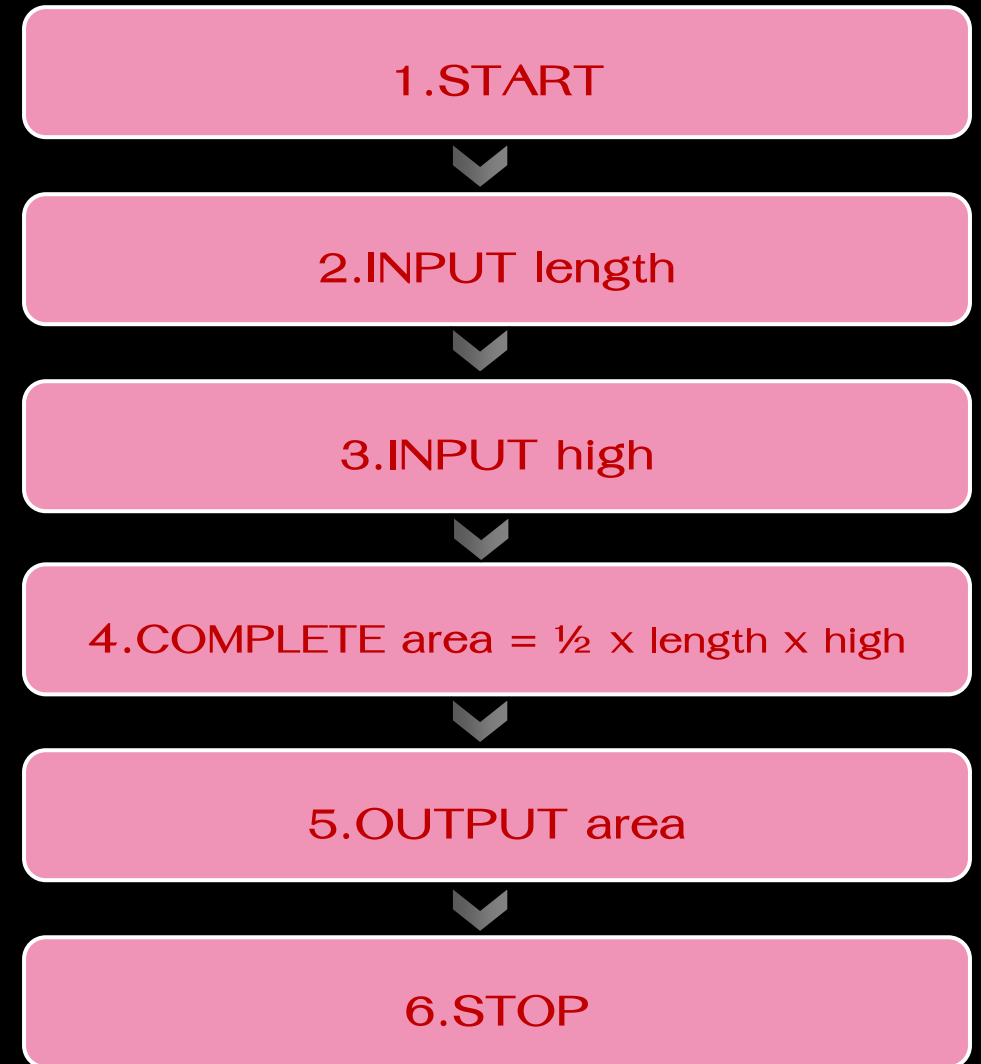 1.START
2.INPUT length
3.INPUT high
4.COMPLETE area = ½ x length x high
5.OUTPUT area
6.STOP